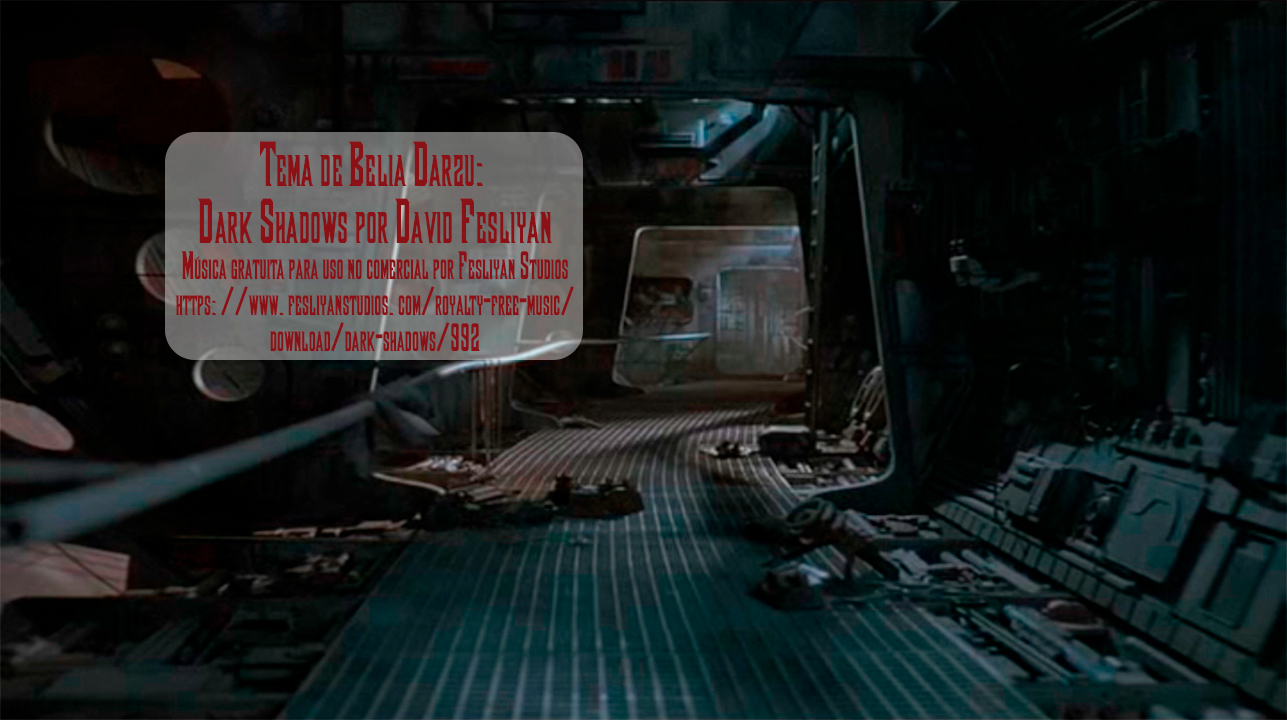 Tema de Belia Darzu:
Dark Shadows por David Fesliyan
Música gratuita para uso no comercial por Fesliyan Studios
https: //www. fesliyanstudios. com/royalty-free-music/
download/dark-shadows/992